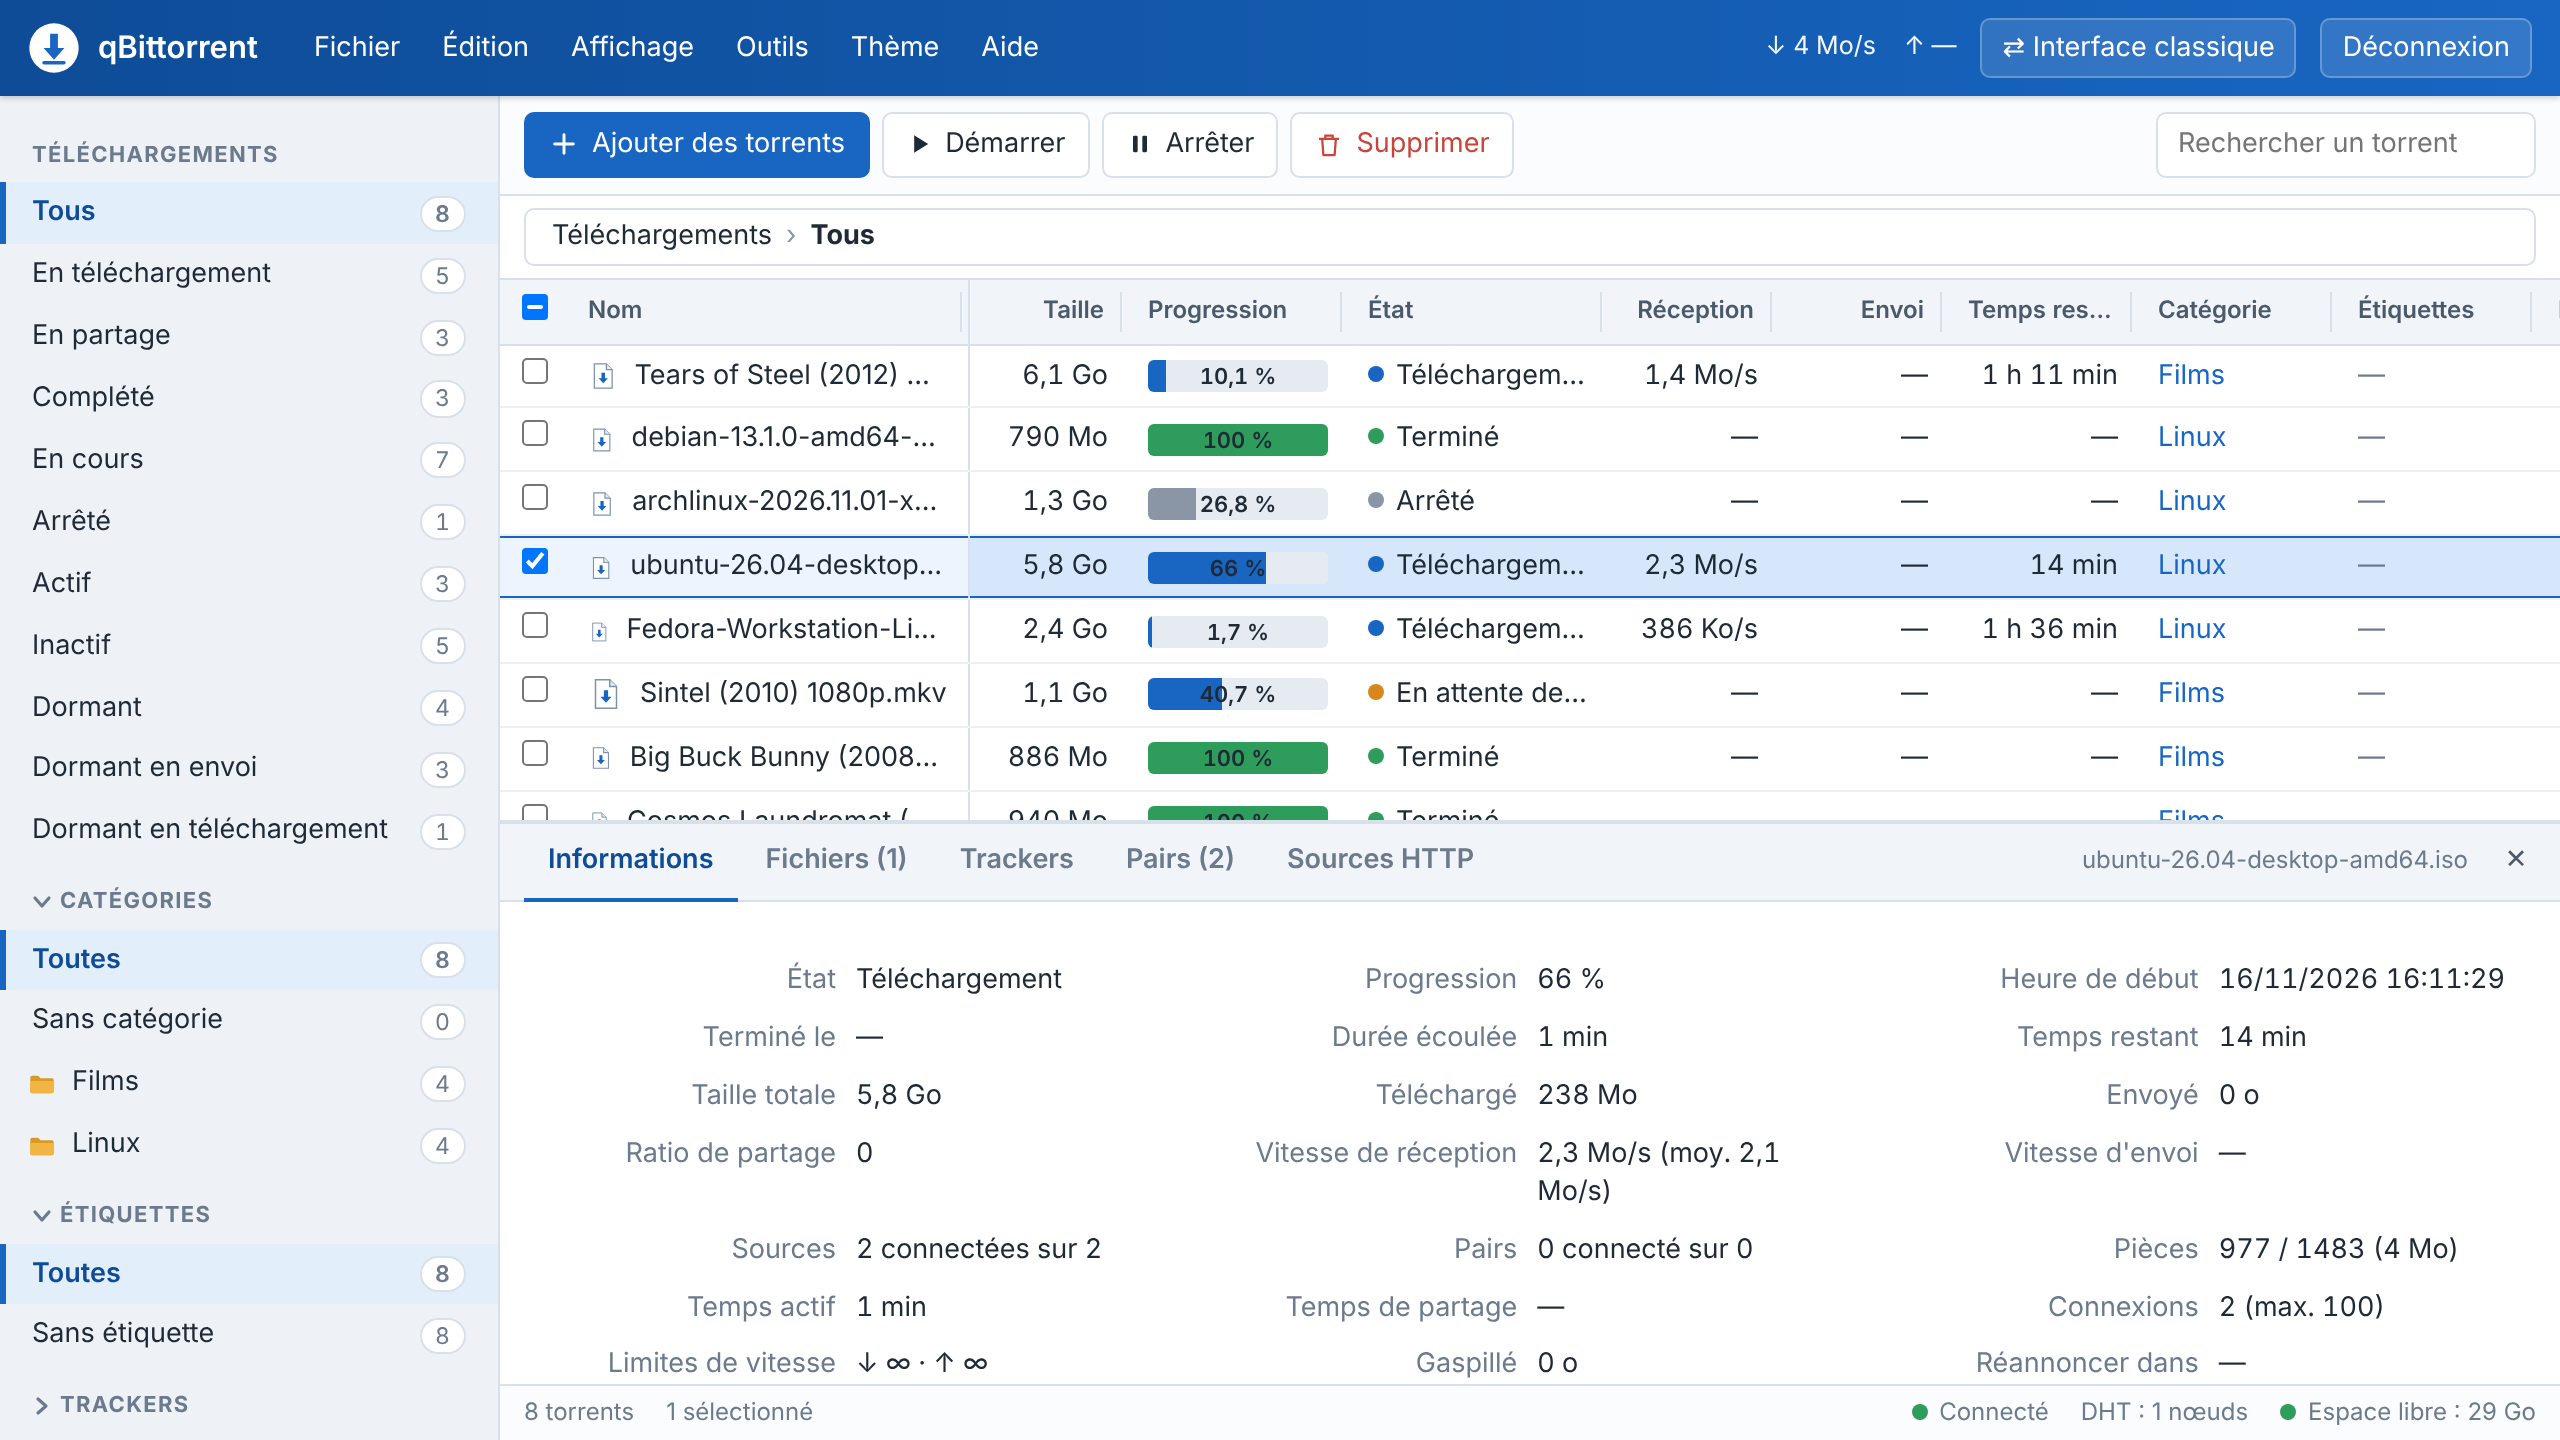 qBittorrent Fichier Édition Affichage Outils Thème Aide ↓ 4 Mo/s ↑ — ⇄ Interface classique Déconnexion
TÉLÉCHARGEMENTS
Tous 8
En téléchargement 5
En partage 3
Complété 3
En cours 7
Arrêté 1
Actif 3
Inactif 5
Dormant 4
Dormant en envoi 3
Dormant en téléchargement 1
CATÉGORIES
Toutes 8
Sans catégorie 0
Films 4
Linux 4
ÉTIQUETTES
Toutes 8
Sans étiquette 8
TRACKERS
+ Ajouter des torrents Démarrer Arrêter Supprimer Rechercher un torrent
Téléchargements › Tous
Nom Taille Progression État Réception Envoi Temps res... Catégorie Étiquettes
Tears of Steel (2012) ... 6,1 Go 10,1 % Téléchargem... 1,4 Mo/s — 1 h 11 min Films —
debian-13.1.0-amd64-... 790 Mo 100 % Terminé — — — Linux —
archlinux-2026.11.01-x... 1,3 Go 26,8 % Arrêté — — — Linux —
ubuntu-26.04-desktop... 5,8 Go 66 % Téléchargem... 2,3 Mo/s — 14 min Linux —
Fedora-Workstation-Li... 2,4 Go 1,7 % Téléchargem... 386 Ko/s — 1 h 36 min Linux —
Sintel (2010) 1080p.mkv 1,1 Go 40,7 % En attente de... — — — Films —
Big Buck Bunny (2008... 886 Mo 100 % Terminé — — — Films —
Cosmos Laundromat (... 940 Mo 100 % Terminé Films
Informations Fichiers (1) Trackers Pairs (2) Sources HTTP ubuntu-26.04-desktop-amd64.iso ✕
État Téléchargement Progression 66 % Heure de début 16/11/2026 16:11:29
Terminé le — Durée écoulée 1 min Temps restant 14 min
Taille totale 5,8 Go Téléchargé 238 Mo Envoyé 0 o
Ratio de partage 0 Vitesse de réception 2,3 Mo/s (moy. 2,1 Vitesse d'envoi —
Mo/s)
Sources 2 connectées sur 2 Pairs 0 connecté sur 0 Pièces 977 / 1483 (4 Mo)
Temps actif 1 min Temps de partage — Connexions 2 (max. 100)
Limites de vitesse ↓ ∞ · ↑ ∞ Gaspillé 0 o Réannoncer dans —
8 torrents 1 sélectionné Connecté DHT : 1 nœuds Espace libre : 29 Go